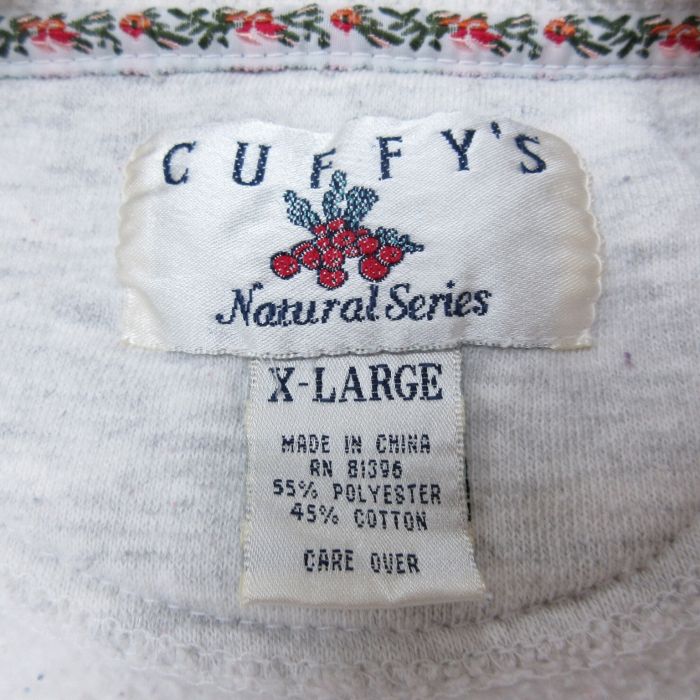 CUFFY'S
Natural Series
X-LARGE
MADE IN CHINA
RN 81396
55% POLYESTER
45% COTTON
CARE OVER